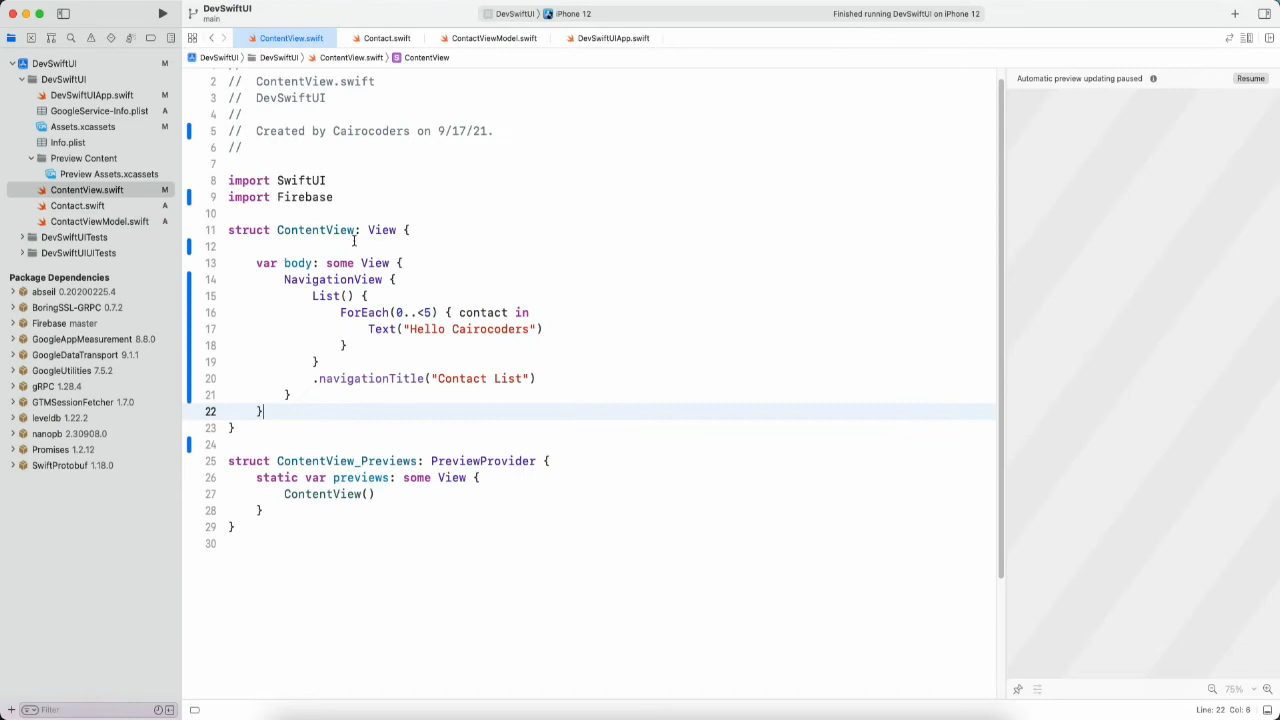 DevSwiftUI
main
DevSwiftUI
iPhone 12
Finished running DevSwiftUI on iPhone 12
ContentView.swift
Contact.swift
ContactViewModel.swift
DevSwiftUIApp.swift
DevSwiftUI
DevSwiftUI
ContentView.swift
ContentView
DevSwiftUI M
DevSwiftUI
DevSwiftUIApp.swift M
GoogleService-Info.plist A
Assets.xcassets M
Info.plist
Preview Content
Preview Assets.xcassets
ContentView.swift M
Contact.swift A
ContactViewModel.swift A
DevSwiftUITests
DevSwiftUIUITests
Package Dependencies
abseil 0.20200225.4
BoringSSL-GRPC 0.7.2
Firebase master
GoogleAppMeasurement 8.8.0
GoogleDataTransport 9.1.1
GoogleUtilities 7.5.2
gRPC 1.28.4
GTMSessionFetcher 1.7.0
leveldb 1.22.2
nanopb 2.30908.0
Promises 1.2.12
SwiftProtobuf 1.18.0
Filter
2 // ContentView.swift
3 // DevSwiftUI
4 //
5 // Created by Cairocoders on 9/17/21.
6 //
7
8 import SwiftUI
9 import Firebase
10
11 struct ContentView: View {
12
13 var body: some View {
14 NavigationView {
15 List() {
16 ForEach(0..<5) { contact in
17 Text("Hello Cairocoders")
18 }
19 }
20 .navigationTitle("Contact List")
21 }
22 }
23 }
24
25 struct ContentView_Previews: PreviewProvider {
26 static var previews: some View {
27 ContentView()
28 }
29 }
30
Automatic preview updating paused
Resume
75%
Line: 22 Col: 6